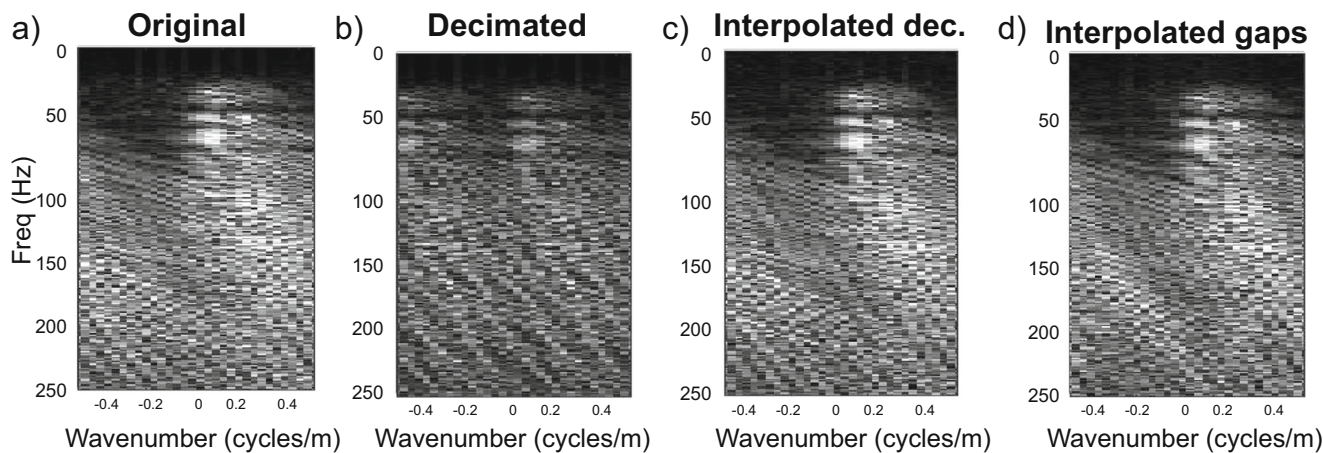 a) Original
0
50
100
150
200
250
Freq (Hz)
-0.4 -0.2 0 0.2 0.4
Wavenumber (cycles/m)
b) Decimated
0
50
100
150
200
250
-0.4 -0.2 0 0.2 0.4
Wavenumber (cycles/m)
c) Interpolated dec.
0
50
100
150
200
250
-0.4 -0.2 0 0.2 0.4
Wavenumber (cycles/m)
d) Interpolated gaps
0
50
100
150
200
250
-0.4 -0.2 0 0.2 0.4
Wavenumber (cycles/m)